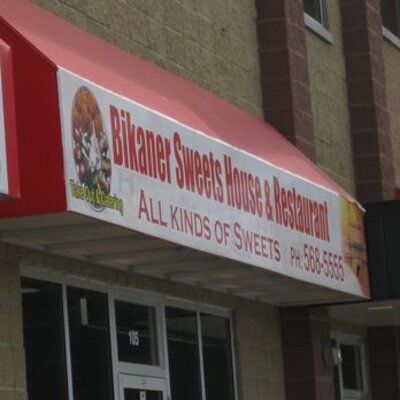 Bikaner Sweets House & Restaurant
Take Out & Catering
ALL KINDS OF SWEETS PH: 568-5555
105